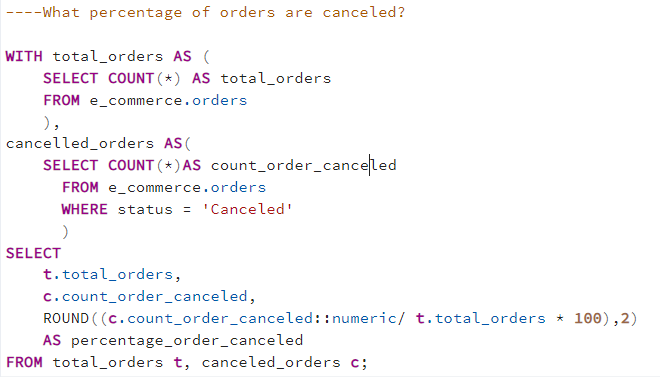 ----What percentage of orders are canceled?
WITH total_orders AS (
SELECT COUNT(*) AS total_orders
FROM e_commerce.orders
),
cancelled_orders AS(
SELECT COUNT(*)AS count_order_canceled
FROM e_commerce.orders
WHERE status = 'Canceled'
)
SELECT
t.total_orders,
c.count_order_canceled,
ROUND((c.count_order_canceled::numeric/ t.total_orders * 100),2)
AS percentage_order_canceled
FROM total_orders t, canceled_orders c;